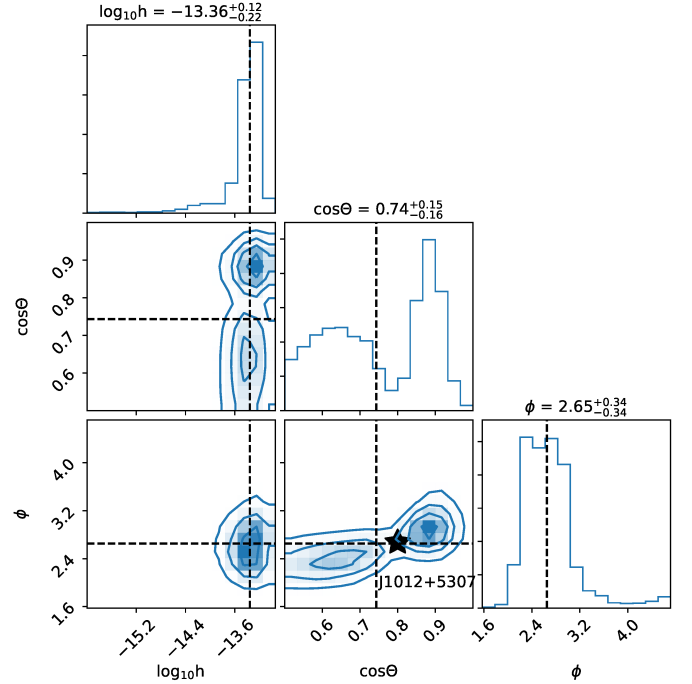 log₁₀h = −13.36⁺⁰·¹²₋₀.₂₂
cosΘ = 0.74⁺⁰·¹⁵₋₀.₁₆
0.9
0.8
0.7
0.6
cosΘ
ϕ = 2.65⁺⁰·³⁴₋₀.₃₄
4.0
3.2
2.4
1.6
ϕ
J1012+5307
−15.2 −14.4 −13.6 0.6 0.7 0.8 0.9 1.6 2.4 3.2 4.0
log₁₀h cosΘ ϕ